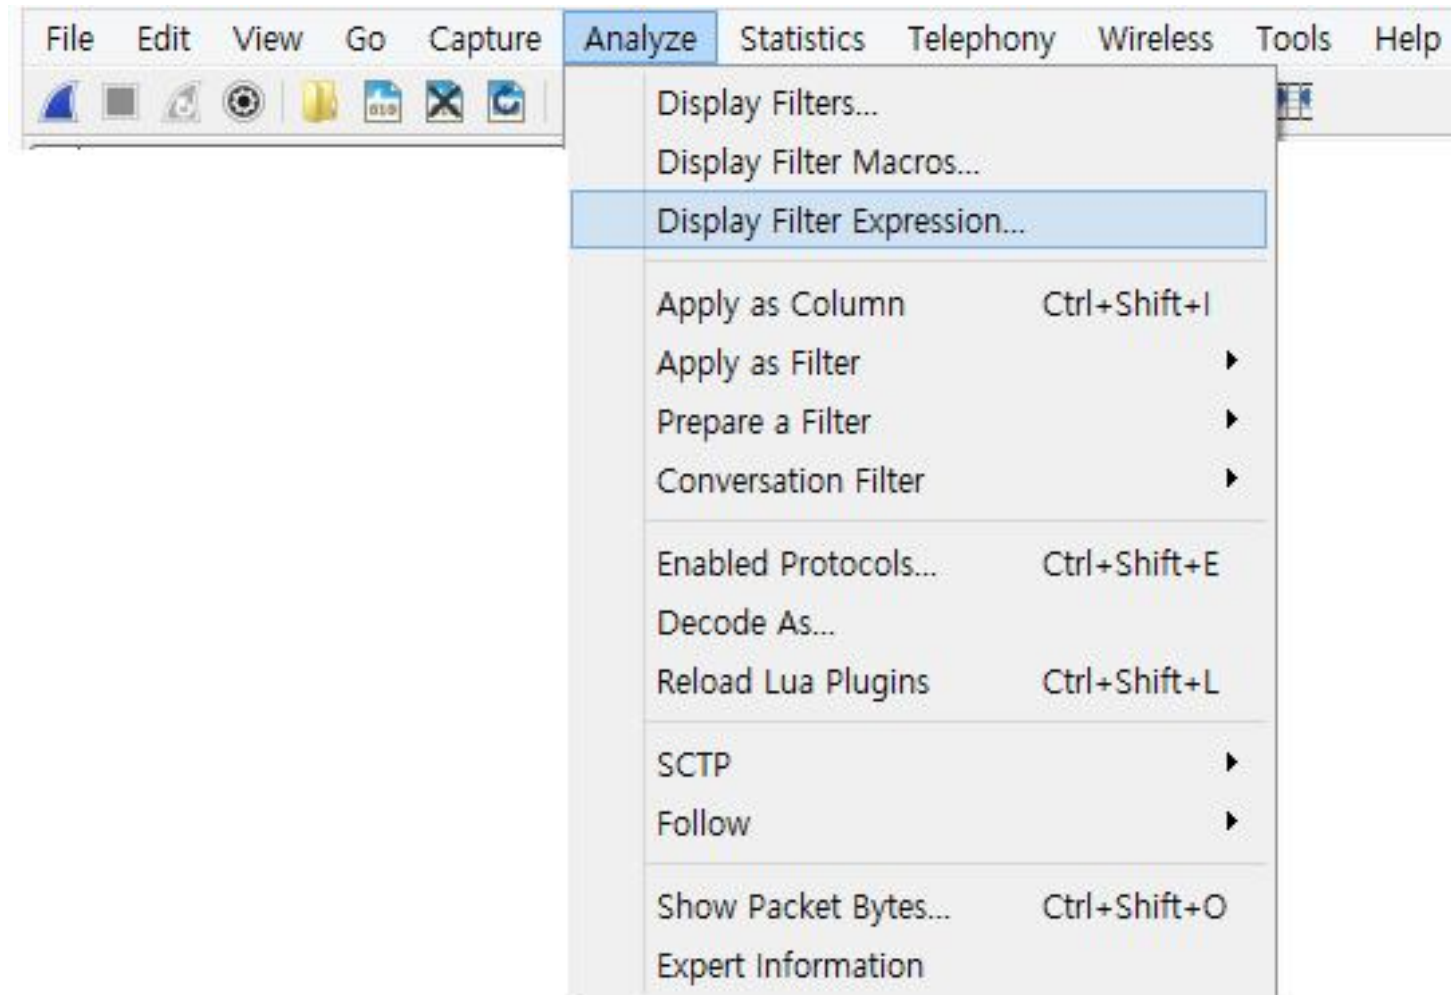 File Edit View Go Capture Analyze Statistics Telephony Wireless Tools Help
010
Display Filters...
Display Filter Macros...
Display Filter Expression...
Apply as Column Ctrl+Shift+I
Apply as Filter
Prepare a Filter
Conversation Filter
Enabled Protocols... Ctrl+Shift+E
Decode As...
Reload Lua Plugins Ctrl+Shift+L
SCTP
Follow
Show Packet Bytes... Ctrl+Shift+O
Expert Information